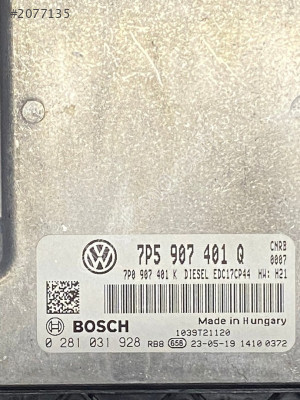 #2077135
7P5 907 401 Q CNRB
0007
7P0 907 401 K DIESEL EDC17CP44 HW: H21
Made in Hungary
BOSCH 1039T21120
0 281 031 928 RB8 658 23-05-19 1410 0372